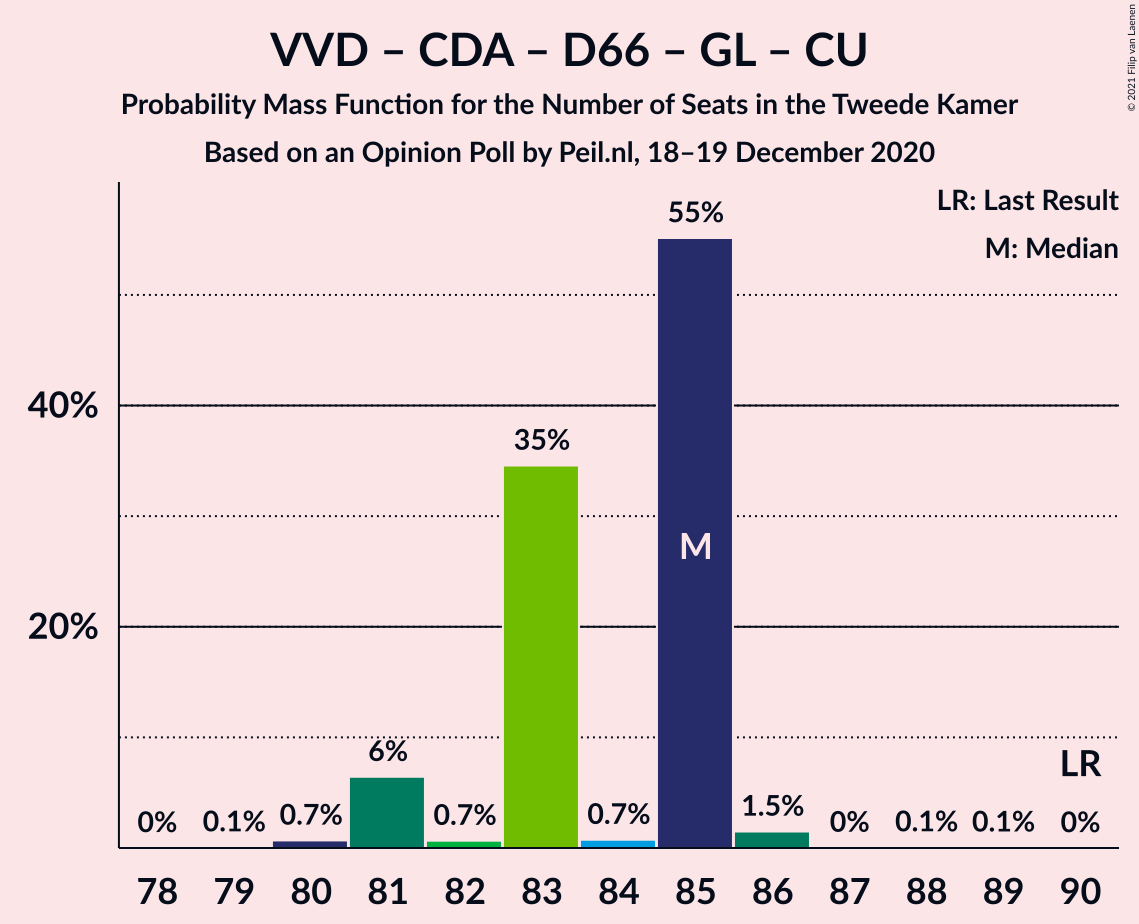 VVD – CDA – D66 – GL – CU
Probability Mass Function for the Number of Seats in the Tweede Kamer
Based on an Opinion Poll by Peil.nl, 18–19 December 2020
© 2021 Filip van Laenen
LR: Last Result
M: Median
55%
40%
35%
M
20%
6%
LR
0% 0.1% 0.7% 0.7% 0.7% 1.5% 0% 0.1% 0.1% 0%
78 79 80 81 82 83 84 85 86 87 88 89 90